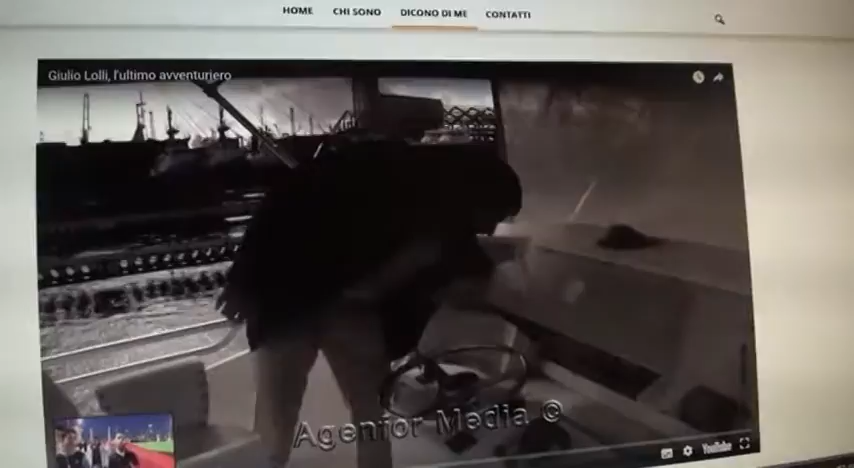 HOME CHI SONO DICONO DI ME CONTATTI
Giulio Lolli, l'ultimo avventuriero
Agenfor Media ©
YouTube